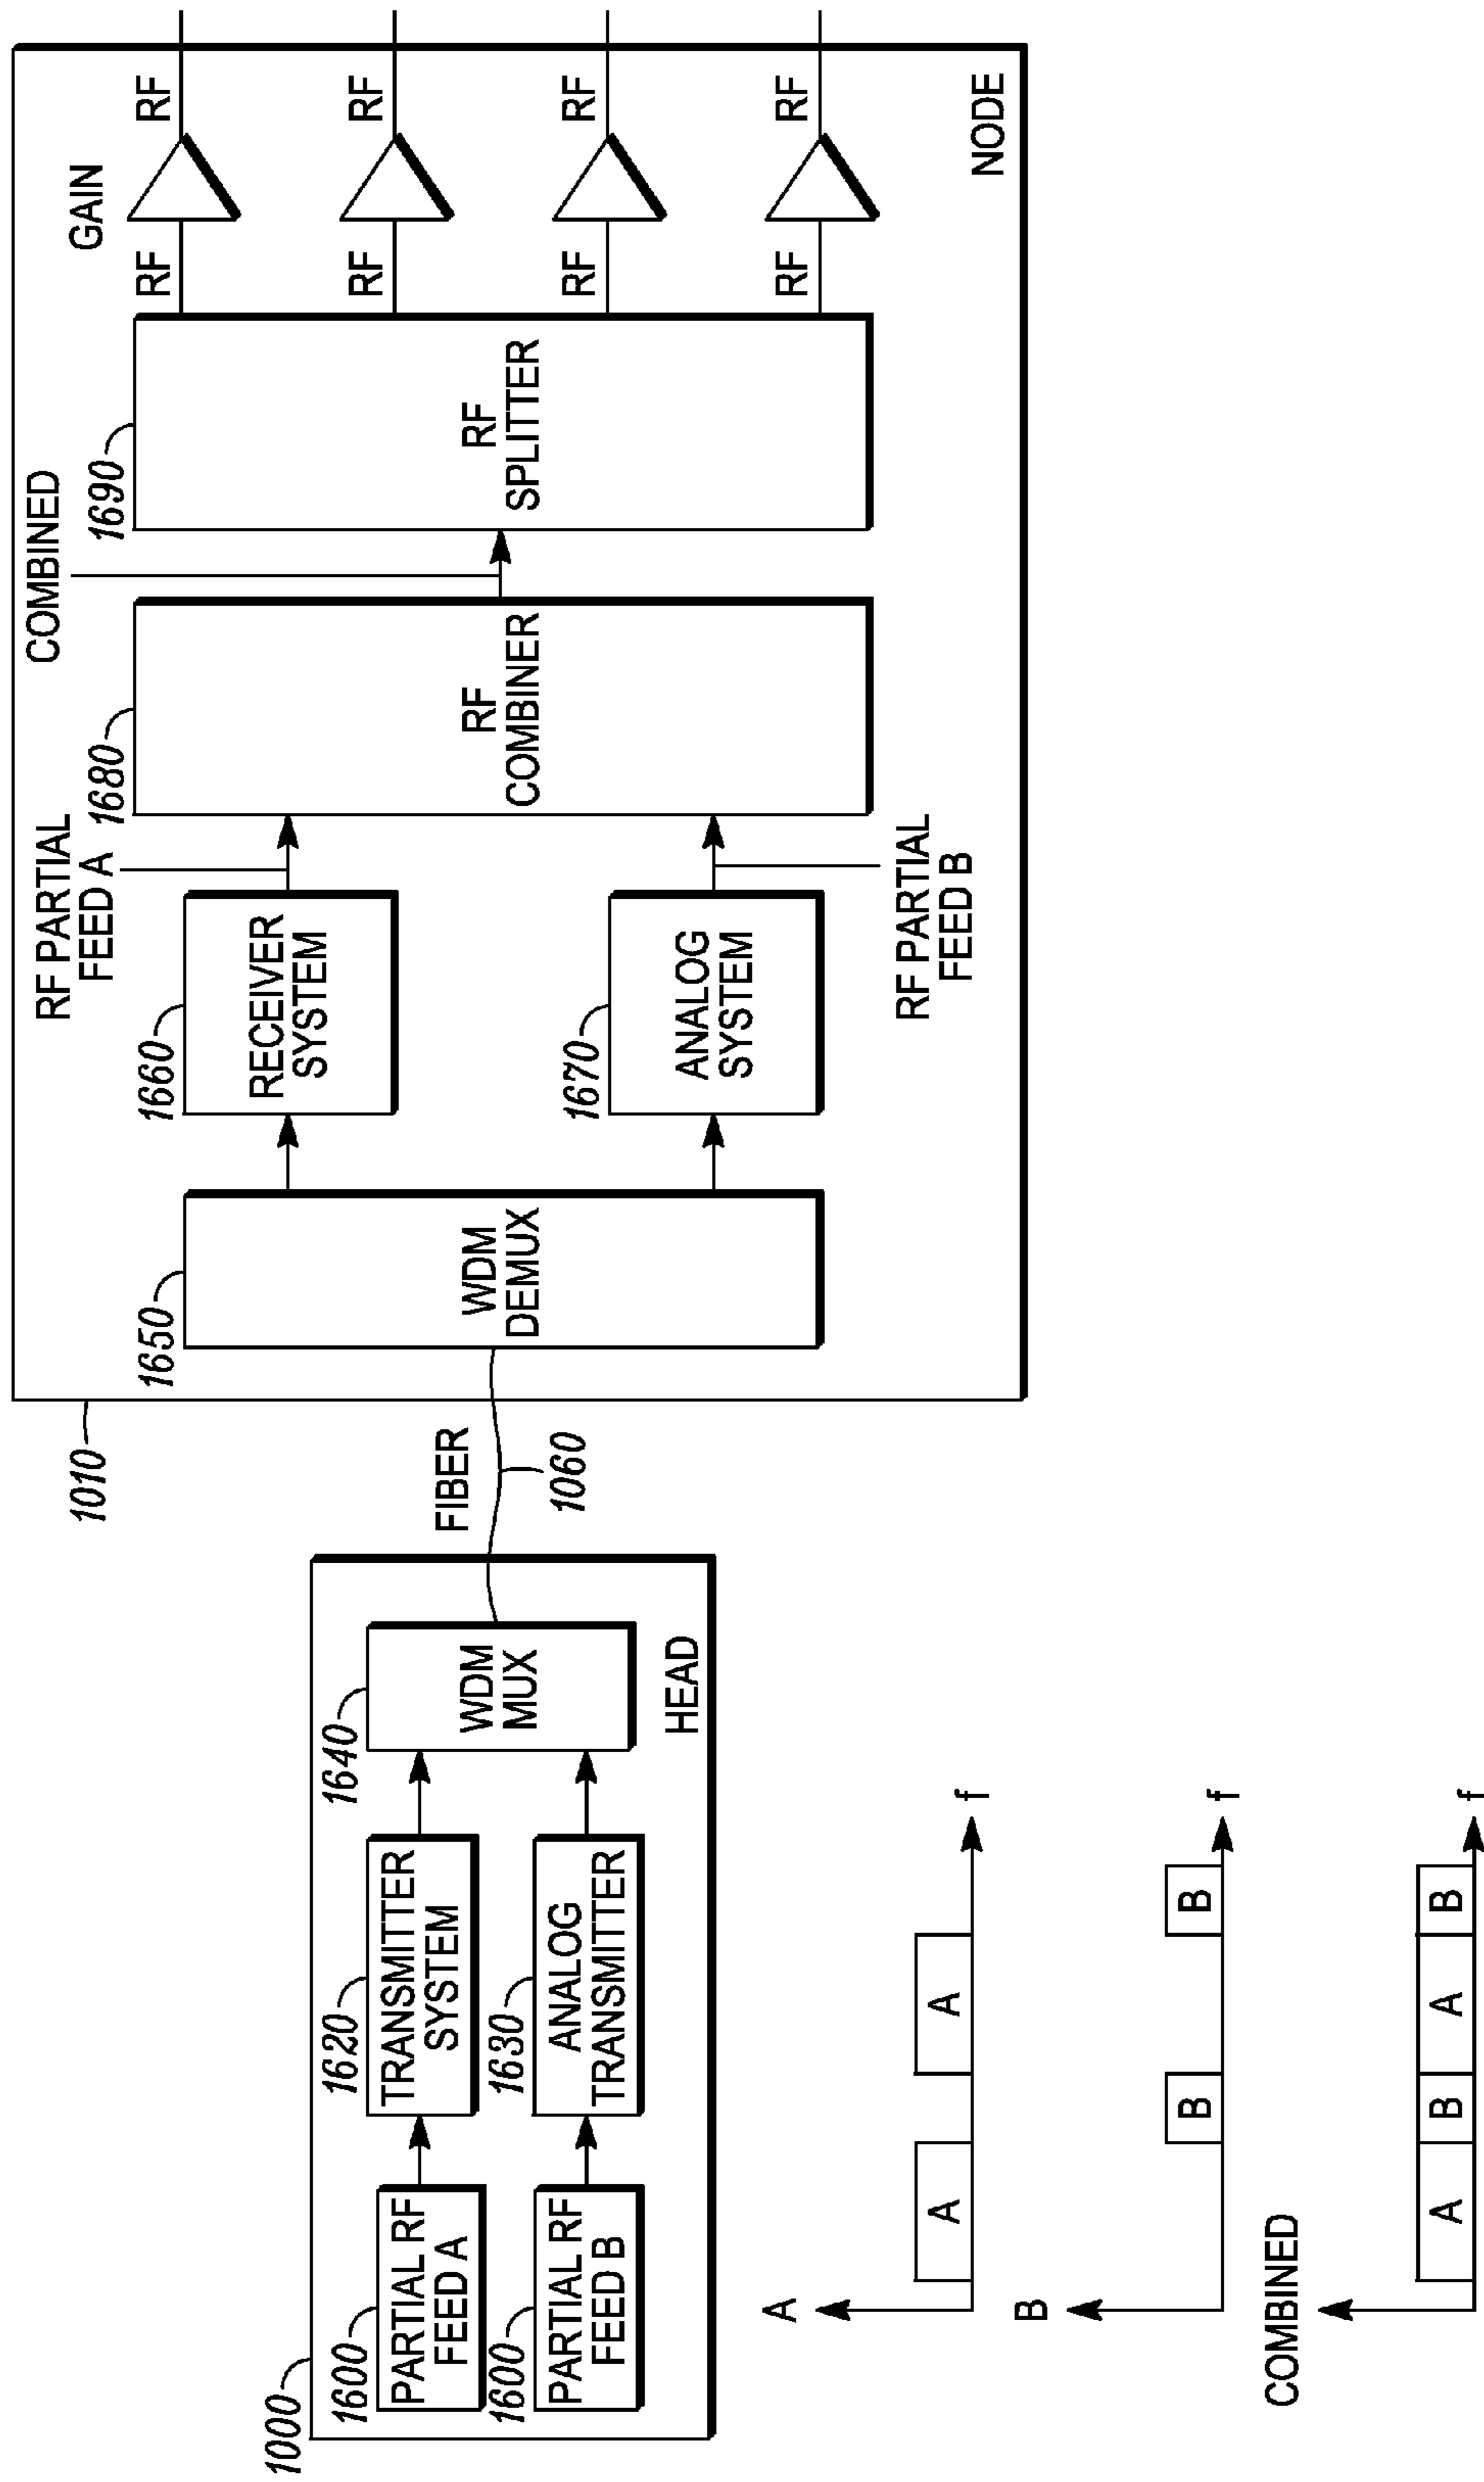 1000
1600
PARTIAL RF
FEED A
1600
PARTIAL RF
FEED B
1620
TRANSMITTER
SYSTEM
1630
ANALOG
TRANSMITTER
1640
WDM
MUX
HEAD
FIBER
1060
1010
1650
WDM
DEMUX
1660
RECEIVER
SYSTEM
1670
ANALOG
SYSTEM
RF PARTIAL
FEED A
RF PARTIAL
FEED B
1680
RF
COMBINER
COMBINED
1690
RF
SPLITTER
GAIN
RF
RF
RF
RF
RF
RF
RF
RF
NODE
A
A
A
f
B
B
B
f
COMBINED
A
B
A
B
f